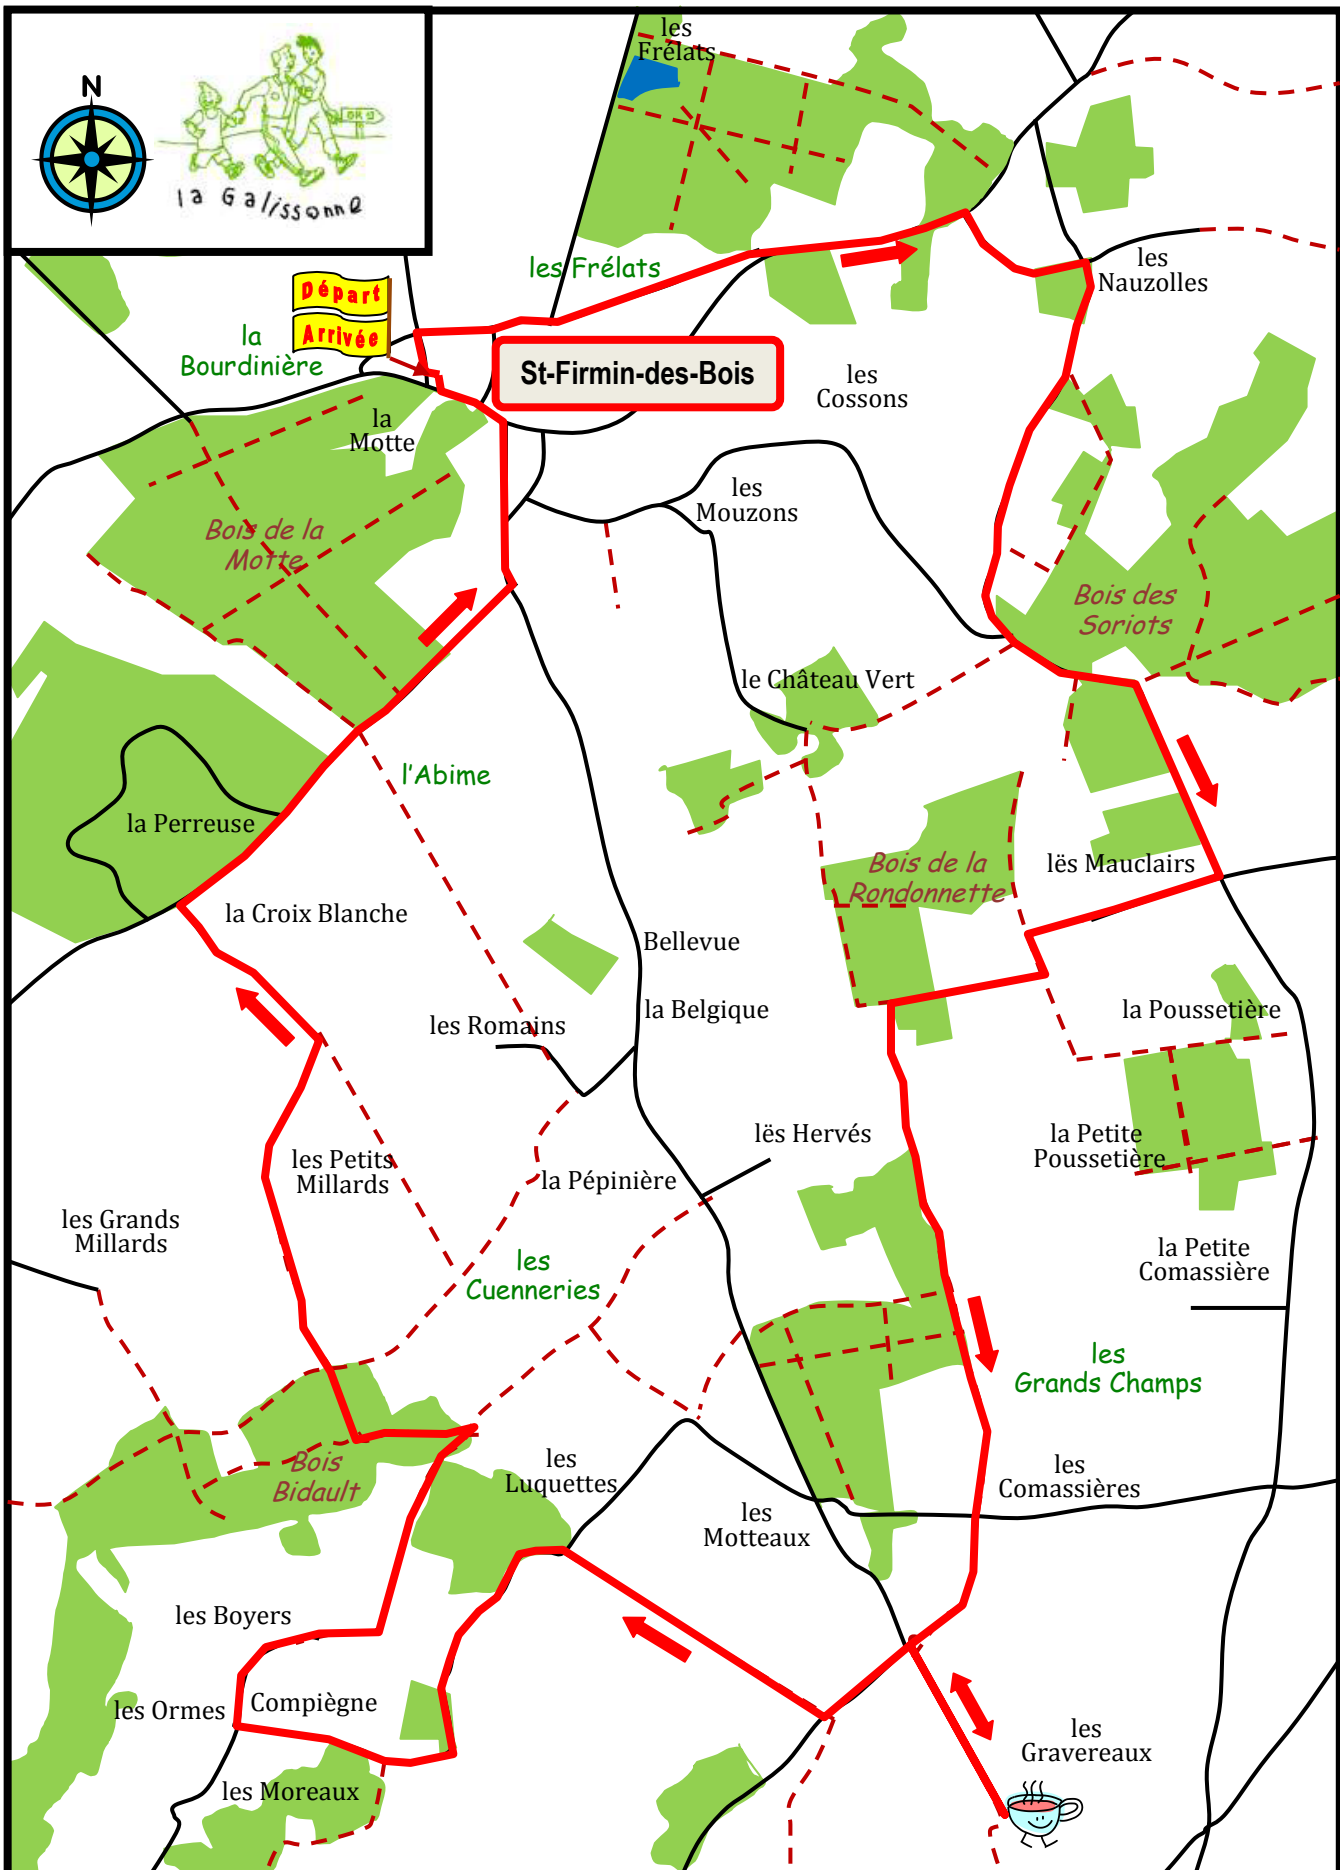 N
GR 13
la Galissonne
les
Frélats
les Frélats
Départ
Arrivée
la
Bourdinière
St-Firmin-des-Bois
les
Nauzolles
les
Cossons
la
Motte
les
Mouzons
Bois de la
Motte
Bois des
Soriots
le Château Vert
l'Abime
la Perreuse
Bois de la
Rondonnette
lës Mauclairs
la Croix Blanche
Bellevue
la Belgique
les Romains
la Poussetière
lës Hervés
la Petite
Poussetière
les Petits
Millards
la Pépinière
les Grands
Millards
les
Cuenneries
la Petite
Comassière
les
Grands Champs
Bois
Bidault
les
Luquettes
les
Comassières
les
Motteaux
les Boyers
les Ormes
Compiègne
les
Gravereaux
les Moreaux